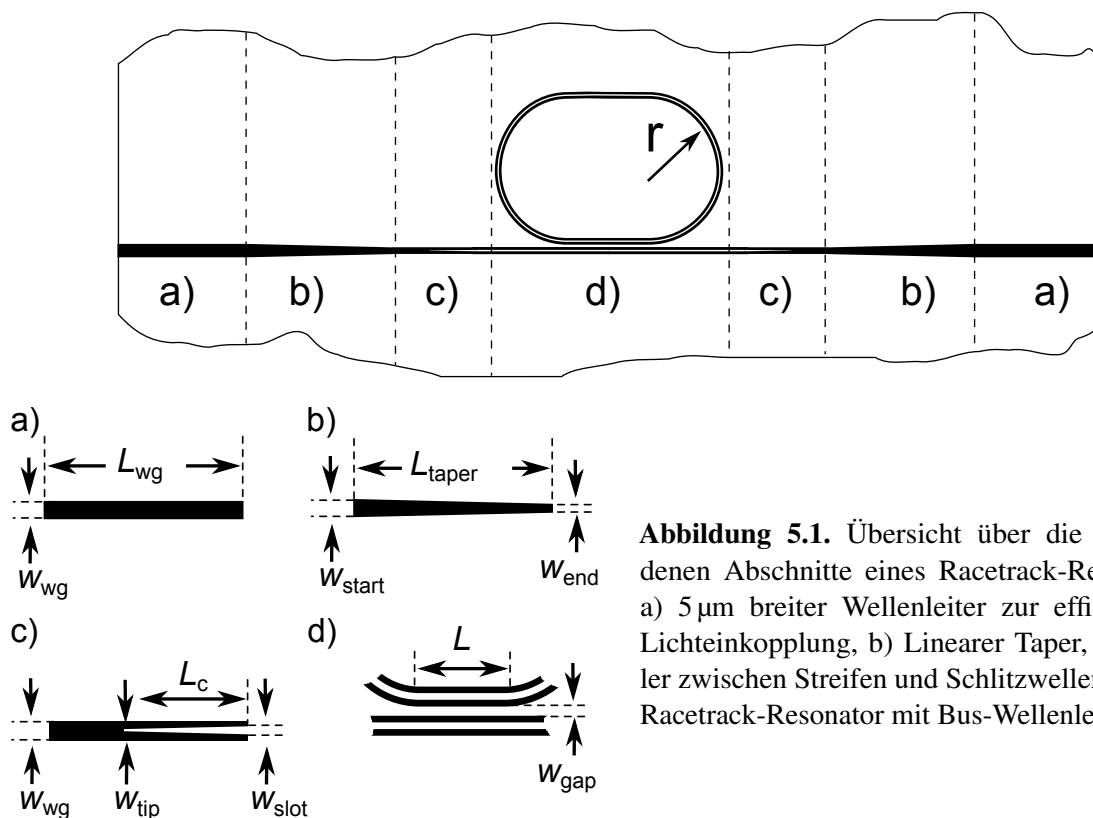 r
a) b) c) d) c) b) a)
a)
L_wg
w_wg
b)
L_taper
w_start
w_end
c)
L_c
w_wg w_tip w_slot
d)
L
w_gap
Abbildung 5.1. Übersicht über die
denen Abschnitte eines Racetrack-Re
a) 5 µm breiter Wellenleiter zur effi
Lichteinkopplung, b) Linearer Taper,
ler zwischen Streifen und Schlitzwellen
Racetrack-Resonator mit Bus-Wellenle